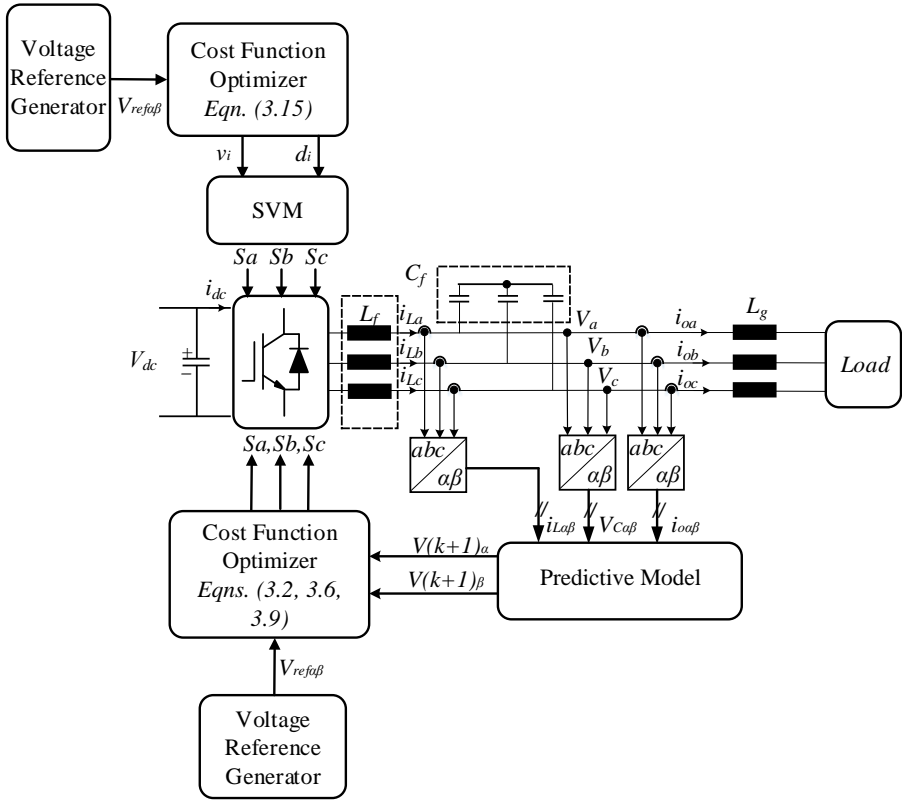 Voltage
Reference
Generator
Vrefαβ
Cost Function
Optimizer
Eqn. (3.15)
vi
di
SVM
Sa Sb Sc
idc
Vdc
+
−
Lf
iLa
iLb
iLc
Cf
Va
Vb
Vc
ioa
iob
ioc
Lg
Load
Sa,Sb,Sc
abc
αβ
abc
αβ
abc
αβ
iLαβ
VCαβ
ioαβ
Cost Function
Optimizer
Eqns. (3.2, 3.6,
3.9)
V(k+1)α
V(k+1)β
Predictive Model
Vrefαβ
Voltage
Reference
Generator